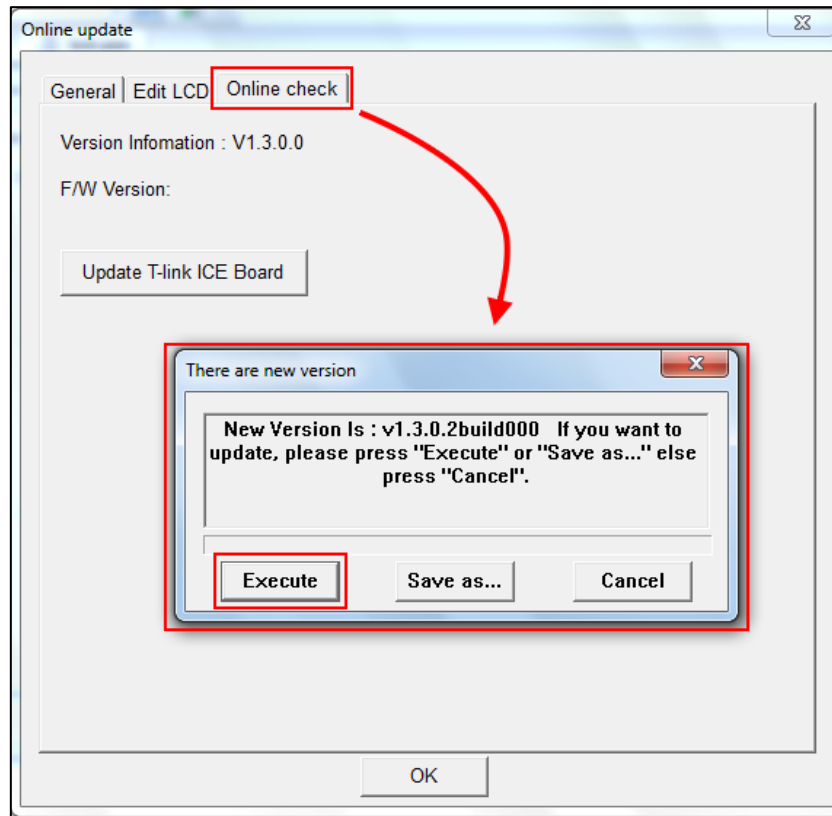 Online update
General Edit LCD Online check
Version Infomation : V1.3.0.0
F/W Version:
Update T-link ICE Board
There are new version
New Version Is : v1.3.0.2build000 If you want to
update, please press "Execute" or "Save as..." else
press "Cancel".
Execute Save as... Cancel
OK